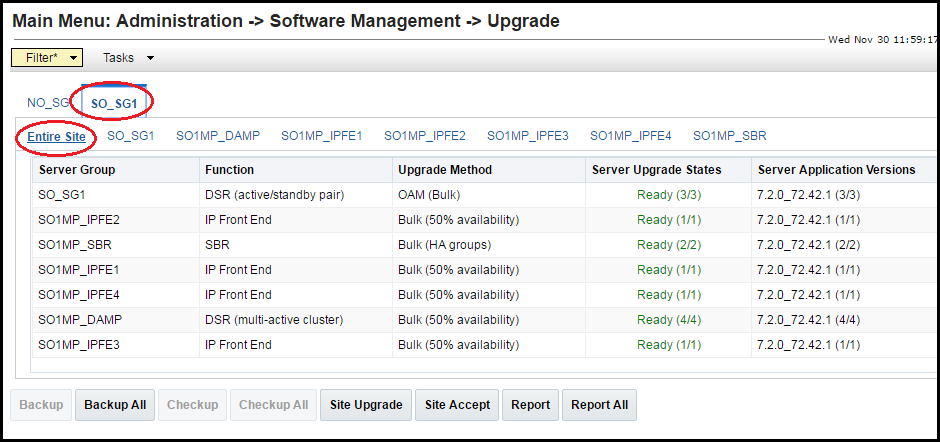 Main Menu: Administration -> Software Management -> Upgrade
Wed Nov 30 11:59:17
Filter* Tasks
NO_SG SO_SG1
Entire Site SO_SG1 SO1MP_DAMP SO1MP_IPFE1 SO1MP_IPFE2 SO1MP_IPFE3 SO1MP_IPFE4 SO1MP_SBR
Server Group Function Upgrade Method Server Upgrade States Server Application Versions
SO_SG1 DSR (active/standby pair) OAM (Bulk) Ready (3/3) 7.2.0_72.42.1 (3/3)
SO1MP_IPFE2 IP Front End Bulk (50% availability) Ready (1/1) 7.2.0_72.42.1 (1/1)
SO1MP_SBR SBR Bulk (HA groups) Ready (2/2) 7.2.0_72.42.1 (2/2)
SO1MP_IPFE1 IP Front End Bulk (50% availability) Ready (1/1) 7.2.0_72.42.1 (1/1)
SO1MP_IPFE4 IP Front End Bulk (50% availability) Ready (1/1) 7.2.0_72.42.1 (1/1)
SO1MP_DAMP DSR (multi-active cluster) Bulk (50% availability) Ready (4/4) 7.2.0_72.42.1 (4/4)
SO1MP_IPFE3 IP Front End Bulk (50% availability) Ready (1/1) 7.2.0_72.42.1 (1/1)
Backup Backup All Checkup Checkup All Site Upgrade Site Accept Report Report All